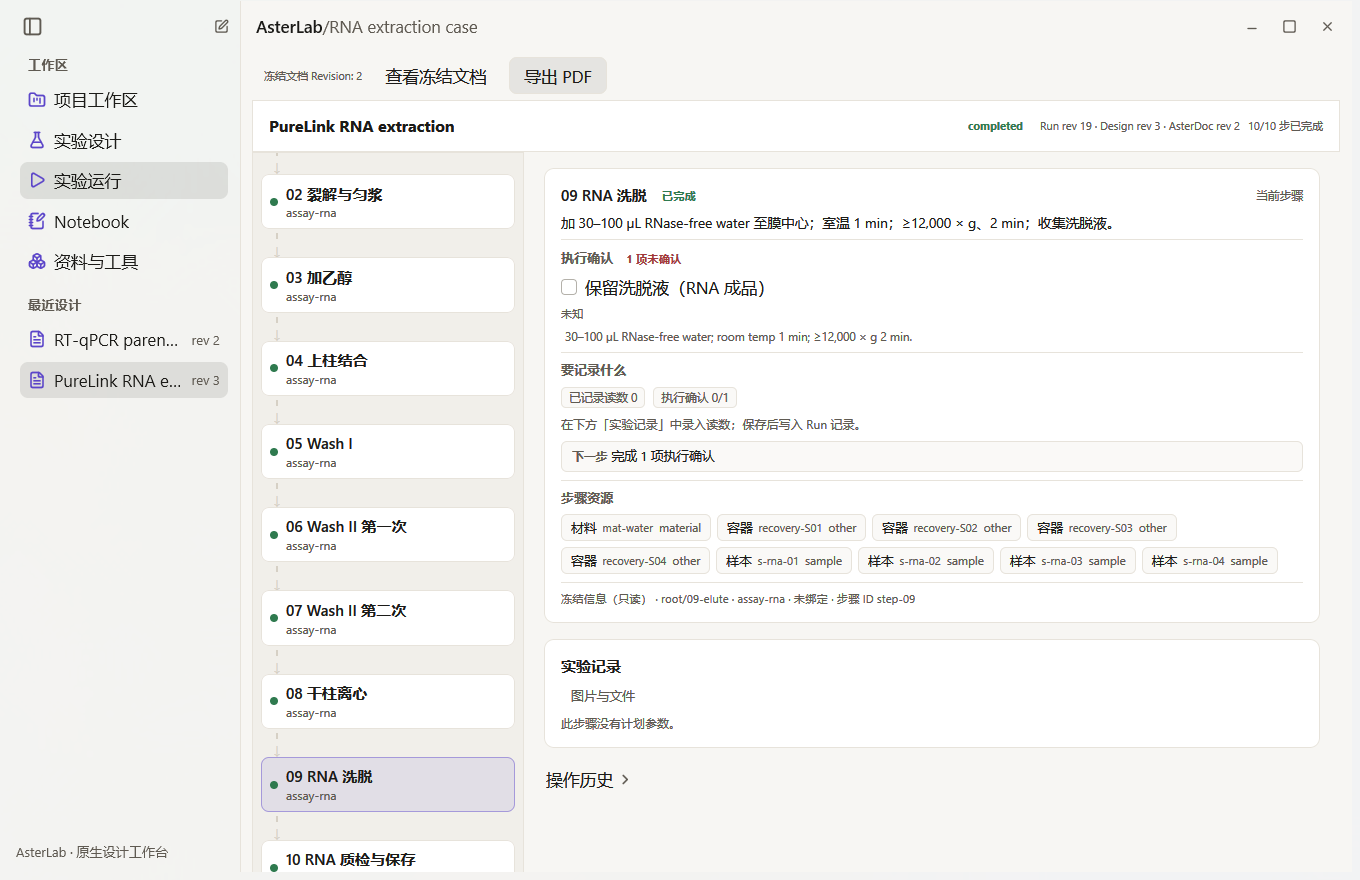 AsterLab/RNA extraction case
工作区
项目工作区
实验设计
实验运行
Notebook
资料与工具
最近设计
RT-qPCR paren... rev 2
PureLink RNA e... rev 3
AsterLab · 原生设计工作台
冻结文档 Revision: 2 查看冻结文档 导出 PDF
PureLink RNA extraction
completed Run rev 19 · Design rev 3 · AsterDoc rev 2 10/10 步已完成
02 裂解与匀浆
assay-rna
03 加乙醇
assay-rna
04 上柱结合
assay-rna
05 Wash I
assay-rna
06 Wash II 第一次
assay-rna
07 Wash II 第二次
assay-rna
08 干柱离心
assay-rna
09 RNA 洗脱
assay-rna
10 RNA 质检与保存
09 RNA 洗脱 已完成 当前步骤
加 30–100 µL RNase-free water 至膜中心；室温 1 min；≥12,000 × g、2 min；收集洗脱液。
执行确认 1 项未确认
保留洗脱液（RNA 成品）
未知
30–100 µL RNase-free water; room temp 1 min; ≥12,000 × g 2 min.
要记录什么
已记录读数 0 执行确认 0/1
在下方「实验记录」中录入读数；保存后写入 Run 记录。
下一步 完成 1 项执行确认
步骤资源
材料 mat-water material 容器 recovery-S01 other 容器 recovery-S02 other 容器 recovery-S03 other
容器 recovery-S04 other 样本 s-rna-01 sample 样本 s-rna-02 sample 样本 s-rna-03 sample 样本 s-rna-04 sample
冻结信息（只读） · root/09-elute · assay-rna · 未绑定 · 步骤 ID step-09
实验记录
图片与文件
此步骤没有计划参数。
操作历史